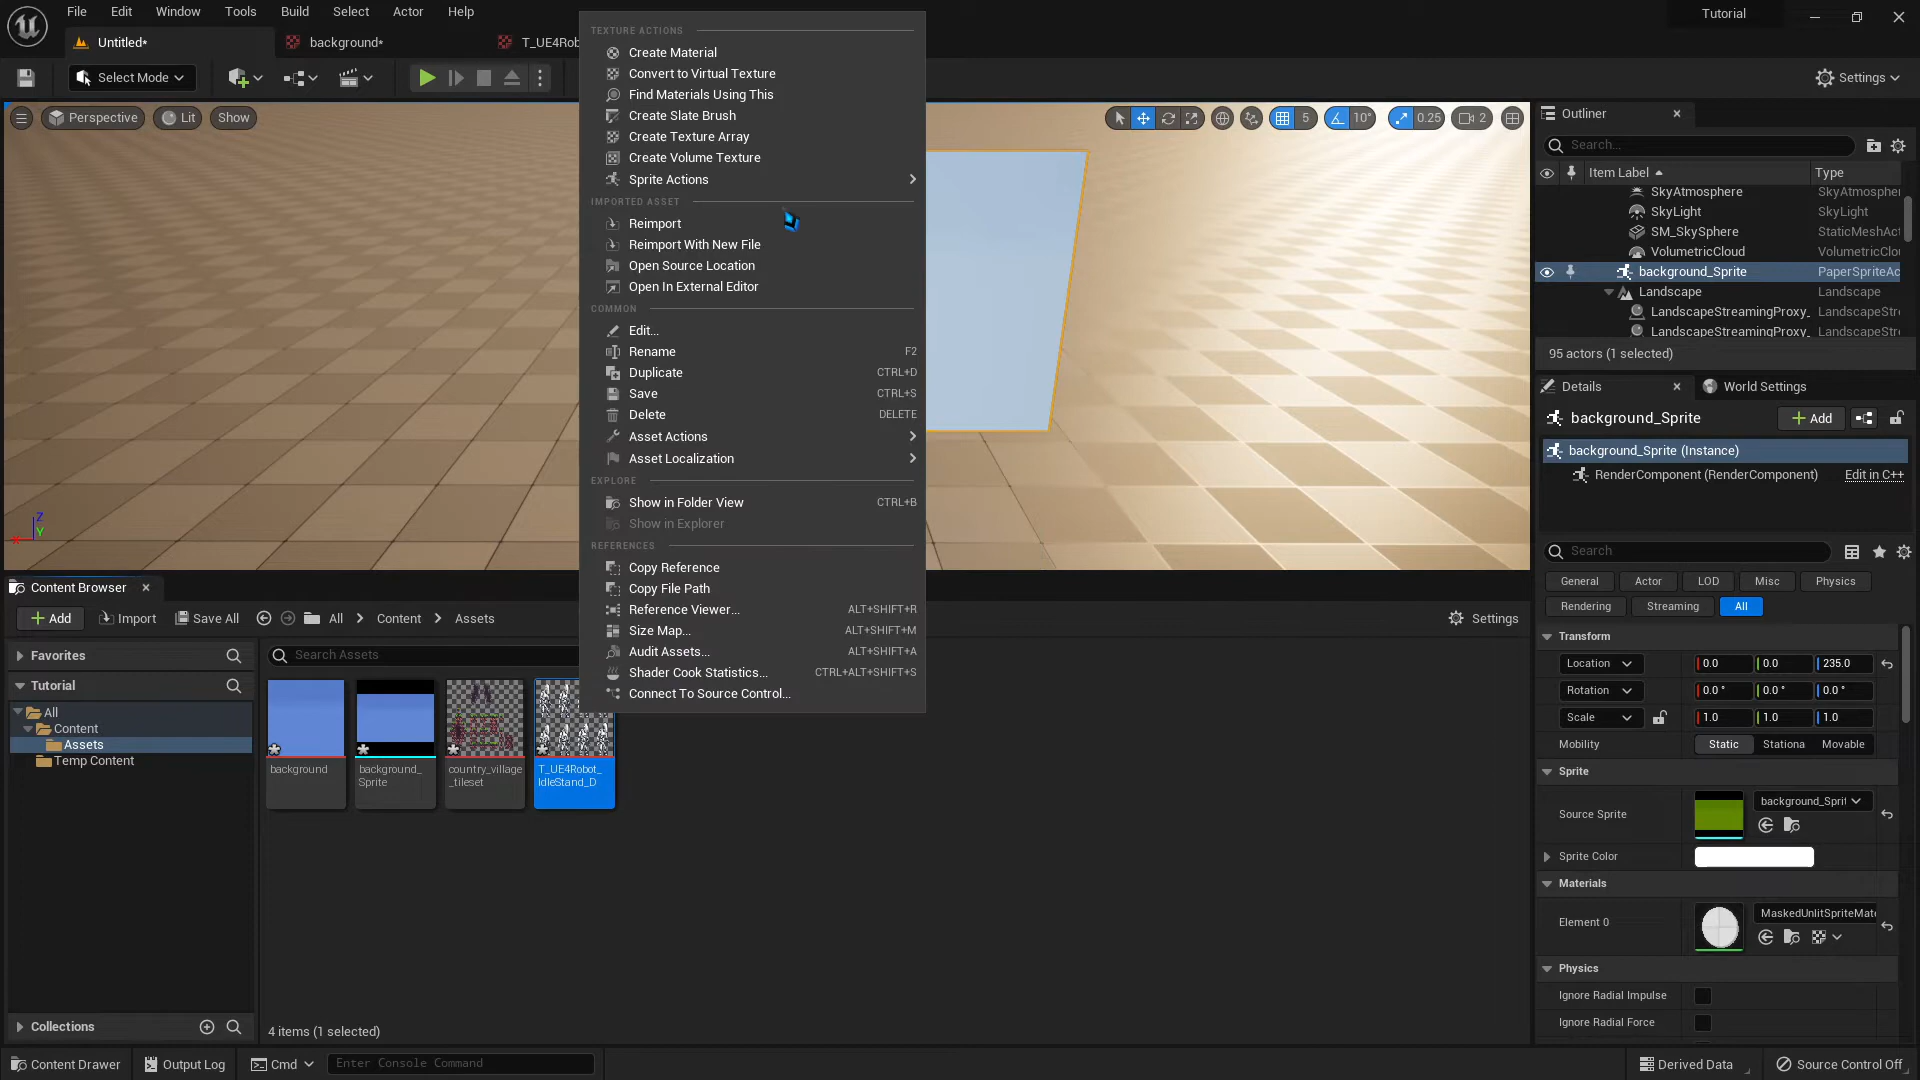 File Edit Window Tools Build Select Actor Help
Tutorial
Untitled* background* T_UE4Rob
Select Mode Settings
Perspective Lit Show
5 10° 0.25 2
TEXTURE ACTIONS
Create Material
Convert to Virtual Texture
Find Materials Using This
Create Slate Brush
Create Texture Array
Create Volume Texture
Sprite Actions
IMPORTED ASSET
Reimport
Reimport With New File
Open Source Location
Open In External Editor
COMMON
Edit...
Rename F2
Duplicate CTRL+D
Save CTRL+S
Delete DELETE
Asset Actions
Asset Localization
EXPLORE
Show in Folder View CTRL+B
Show in Explorer
REFERENCES
Copy Reference
Copy File Path
Reference Viewer... ALT+SHIFT+R
Size Map... ALT+SHIFT+M
Audit Assets... ALT+SHIFT+A
Shader Cook Statistics... CTRL+ALT+SHIFT+S
Connect To Source Control...
Z
Y
X
Outliner
Search...
Item Label Type
SkyAtmosphere SkyAtmospher
SkyLight SkyLight
SM_SkySphere StaticMeshAct
VolumetricCloud VolumetricClou
background_Sprite PaperSpriteAc
Landscape Landscape
LandscapeStreamingProxy_ LandscapeStre
LandscapeStreamingProxy_ LandscapeStre
95 actors (1 selected)
Details World Settings
background_Sprite Add
background_Sprite (Instance)
RenderComponent (RenderComponent) Edit in C++
Search
General Actor LOD Misc Physics
Rendering Streaming All
Transform
Location 0.0 0.0 235.0
Rotation 0.0 ° 0.0 ° 0.0 °
Scale 1.0 1.0 1.0
Mobility Static Stationa Movable
Sprite
Source Sprite background_Sprit
Sprite Color
Materials
Element 0 MaskedUnlitSpriteMate
Physics
Ignore Radial Impulse
Ignore Radial Force
Content Browser
Add Import Save All All Content Assets Settings
Favorites
Search Assets
Tutorial
All
Content
Assets
Temp Content
background
background_
Sprite
country_village
_tileset
T_UE4Robot_
IdleStand_D
Collections
4 items (1 selected)
Content Drawer Output Log Cmd Enter Console Command Derived Data Source Control Off